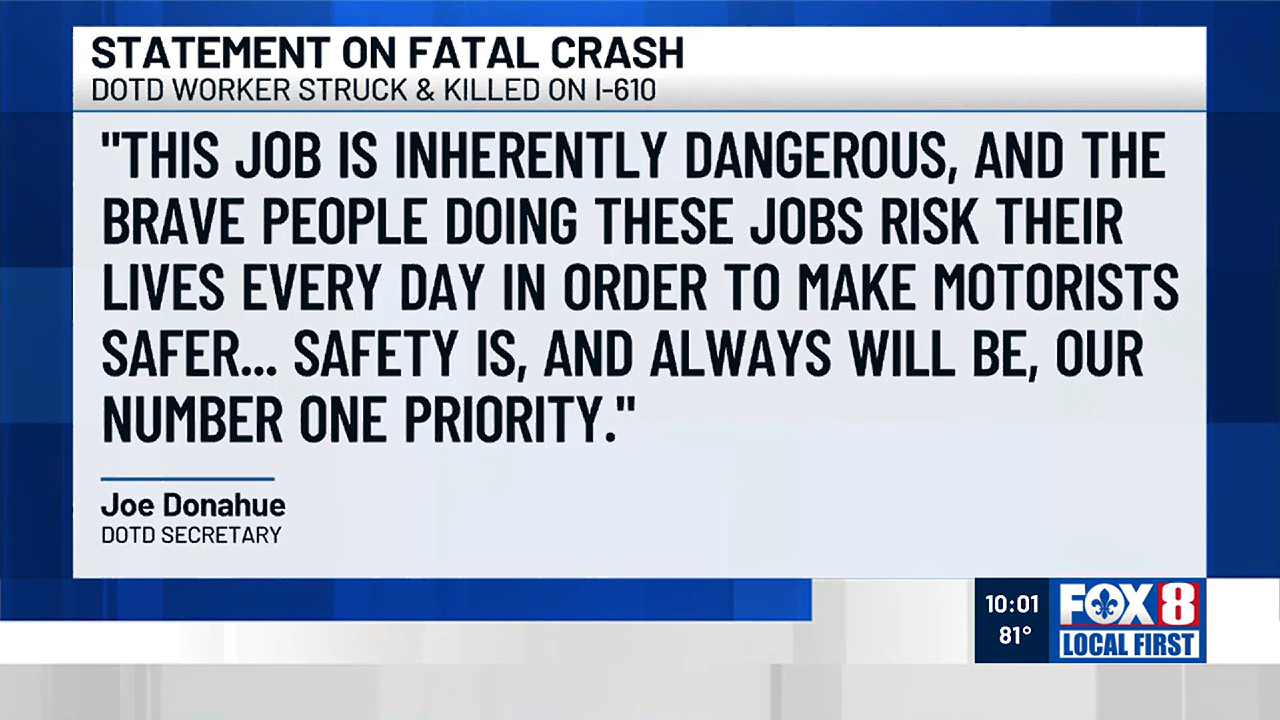 STATEMENT ON FATAL CRASH
DOTD WORKER STRUCK & KILLED ON I-610
"THIS JOB IS INHERENTLY DANGEROUS, AND THE
BRAVE PEOPLE DOING THESE JOBS RISK THEIR
LIVES EVERY DAY IN ORDER TO MAKE MOTORISTS
SAFER... SAFETY IS, AND ALWAYS WILL BE, OUR
NUMBER ONE PRIORITY."
Joe Donahue
DOTD SECRETARY
10:01
81°
FOX 8
LOCAL FIRST